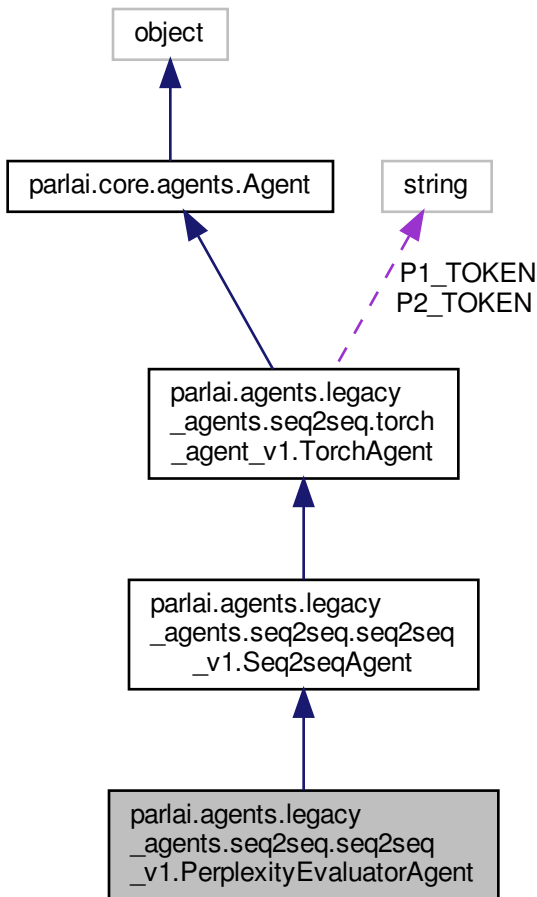 object
parlai.core.agents.Agent
string
P1_TOKEN
P2_TOKEN
parlai.agents.legacy
_agents.seq2seq.torch
_agent_v1.TorchAgent
parlai.agents.legacy
_agents.seq2seq.seq2seq
_v1.Seq2seqAgent
parlai.agents.legacy
_agents.seq2seq.seq2seq
_v1.PerplexityEvaluatorAgent